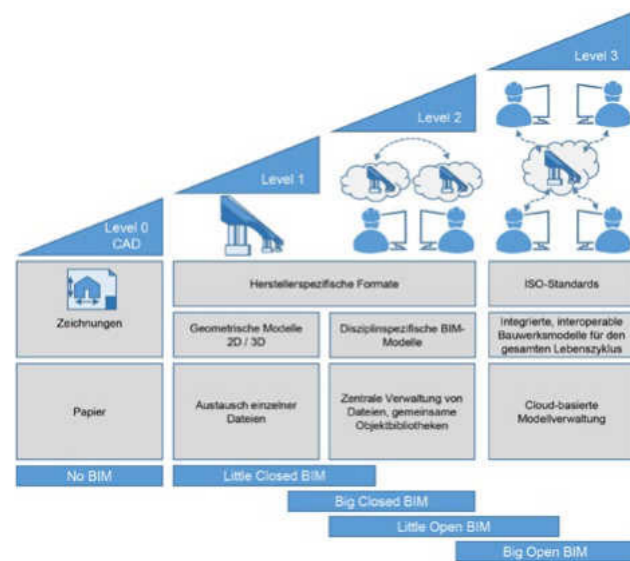 Level 3
Level 2
Level 1
Level 0
CAD
Herstellerspezifische Formate
ISO-Standards
Zeichnungen
Geometrische Modelle
2D / 3D
Disziplinspezifische BIM-
Modelle
Integrierte, interoperable
Bauwerksmodelle für den
gesamten Lebenszyklus
Papier
Austausch einzelner
Dateien
Zentrale Verwaltung von
Dateien, gemeinsame
Objektbibliotheken
Cloud-basierte
Modellverwaltung
No BIM
Little Closed BIM
Big Closed BIM
Little Open BIM
Big Open BIM